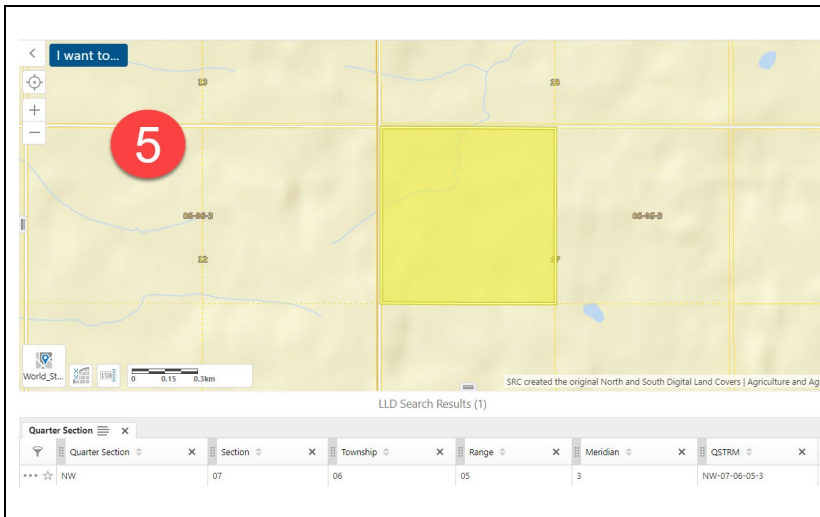 I want to...
13
18
5
06-06-3
06-05-3
12
World_St...
1500
0 0.15 0.3km
SRC created the original North and South Digital Land Covers | Agriculture and Ag
LLD Search Results (1)
Quarter Section
Quarter Section Section Township Range Meridian QSTRM
NW 07 06 05 3 NW-07-06-05-3